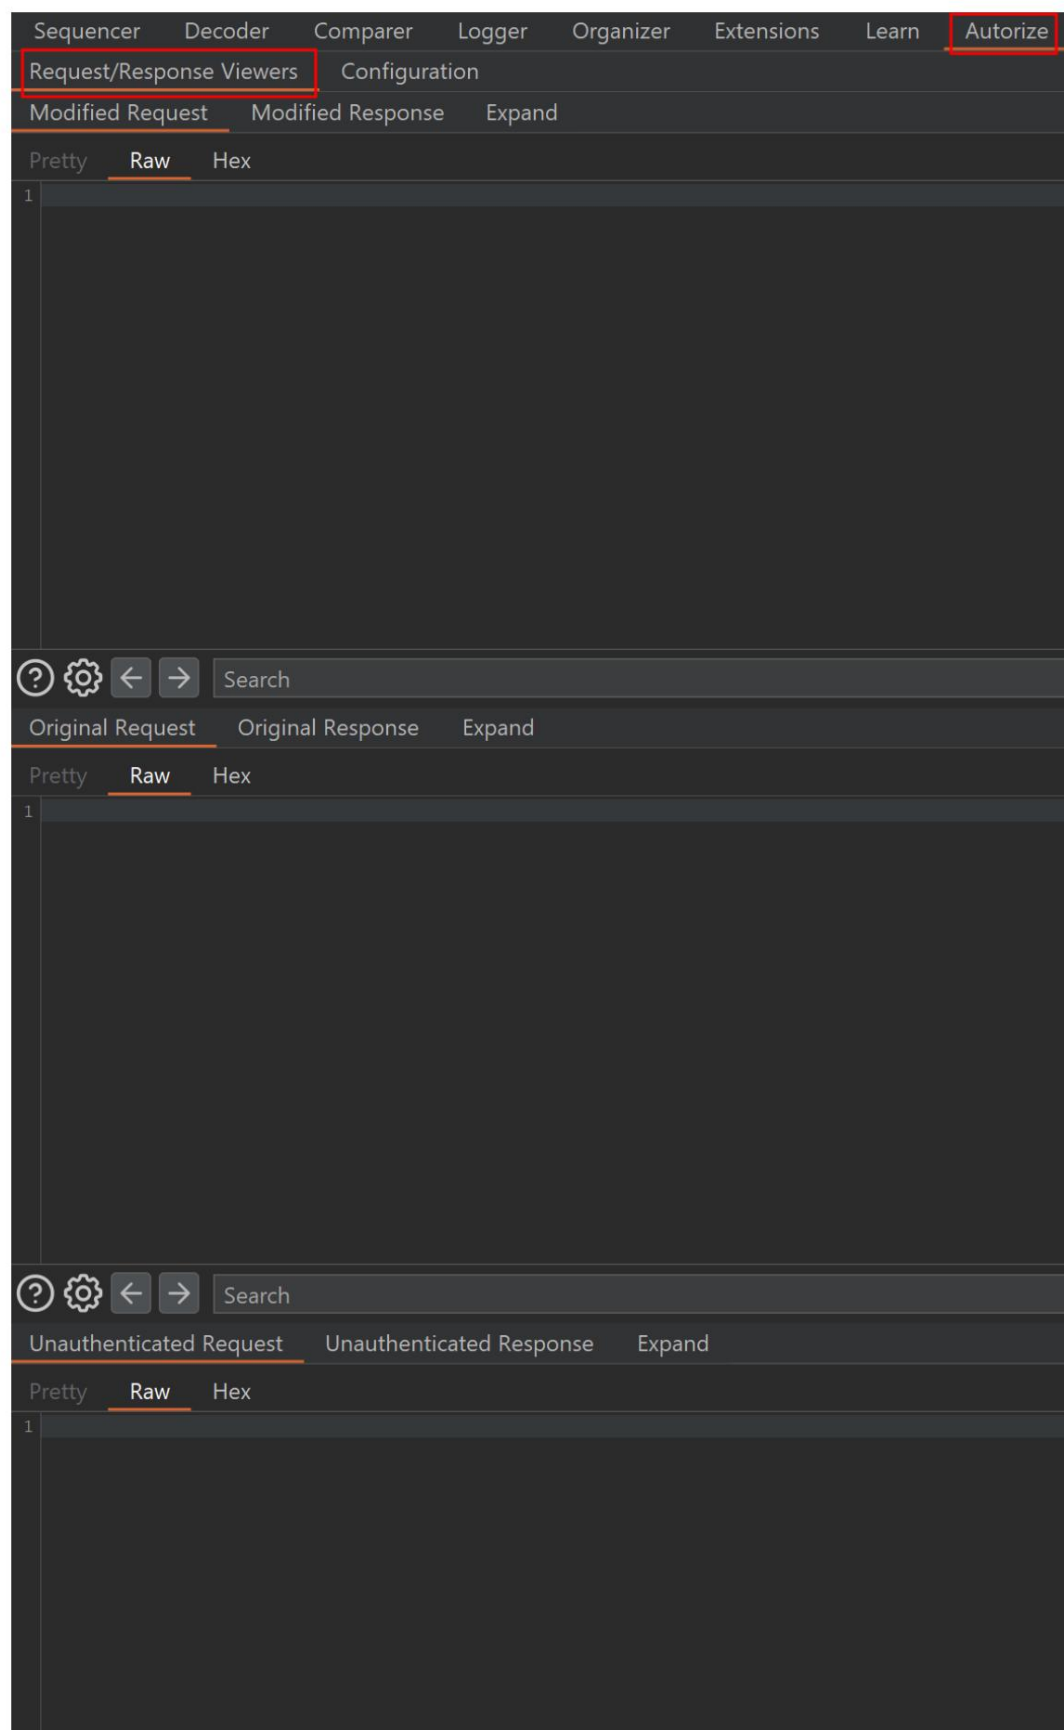 Sequencer Decoder Comparer Logger Organizer Extensions Learn Autorize
Request/Response Viewers Configuration
Modified Request Modified Response Expand
Pretty Raw Hex
1
Search
Original Request Original Response Expand
Pretty Raw Hex
1
Search
Unauthenticated Request Unauthenticated Response Expand
Pretty Raw Hex
1